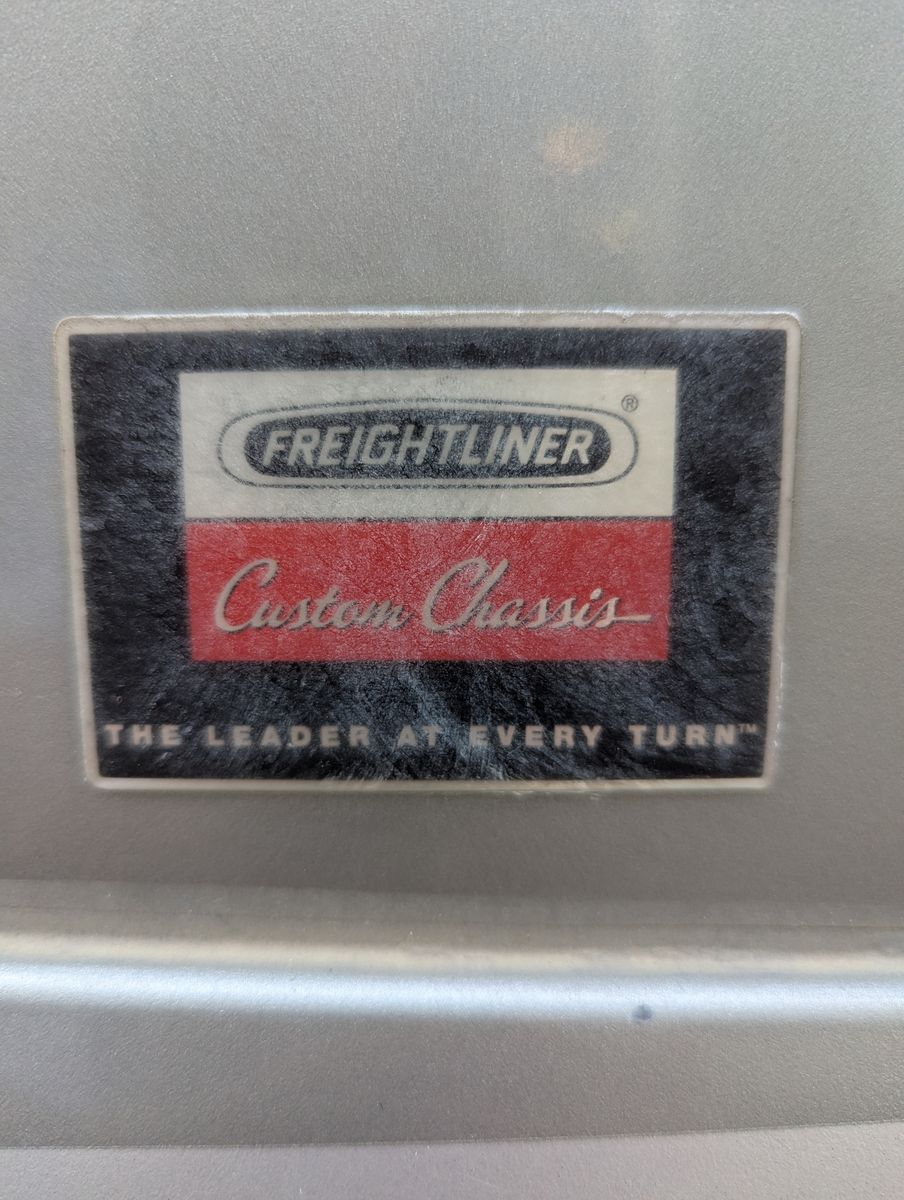 FREIGHTLINER®
Custom Chassis
THE LEADER AT EVERY TURN™